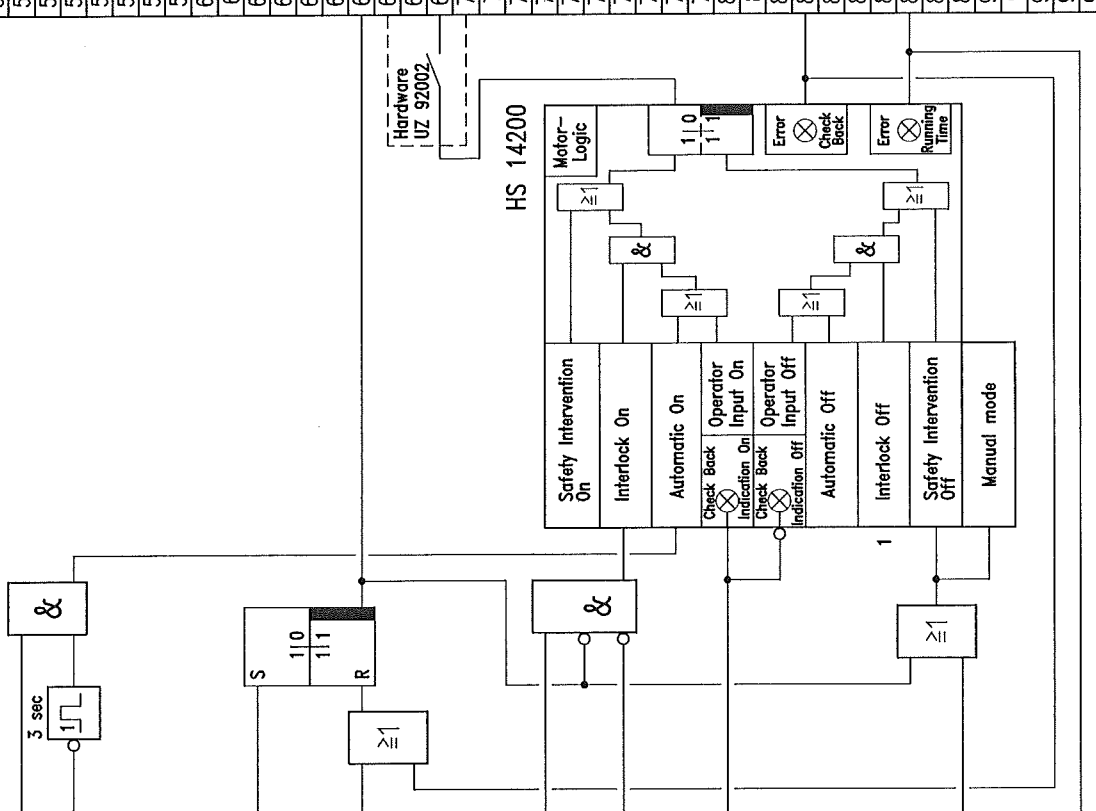 Hardware
UZ 92002
HS 14200
Motor-
Logic
1 0
1 1
Error
Check
Back
Error
Running
Time
≥1
≥1
&
&
≥1
≥1
Safety Intervention
On
Interlock On
Automatic On
Operator
Input On
Check Back
Indication On
Operator
Input Off
Check Back
Indication Off
Automatic Off
Interlock Off
1
Safety Intervention
Off
Manual mode
&
3 sec
1
S
1 0
1 1
R
≥1
&
≥1